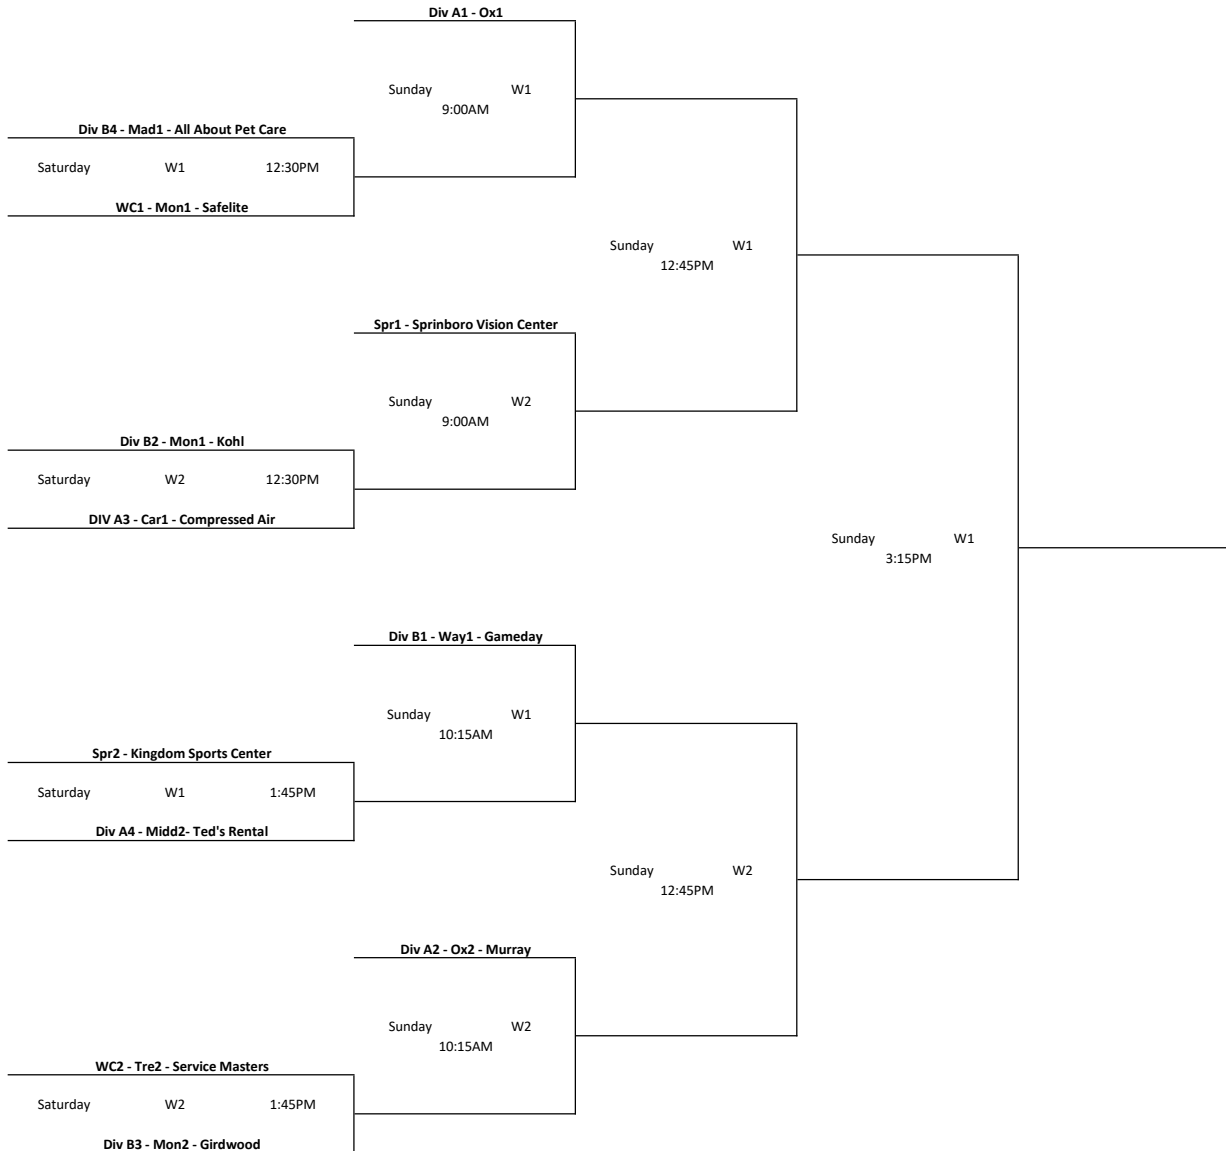 Div A1 - Ox1
Sunday W1
9:00AM
Div B4 - Mad1 - All About Pet Care
Saturday W1 12:30PM
WC1 - Mon1 - Safelite
Sunday W1
12:45PM
Spr1 - Sprinboro Vision Center
Sunday W2
9:00AM
Div B2 - Mon1 - Kohl
Saturday W2 12:30PM
DIV A3 - Car1 - Compressed Air
Sunday W1
3:15PM
Div B1 - Way1 - Gameday
Sunday W1
10:15AM
Spr2 - Kingdom Sports Center
Saturday W1 1:45PM
Div A4 - Midd2- Ted's Rental
Sunday W2
12:45PM
Div A2 - Ox2 - Murray
Sunday W2
10:15AM
WC2 - Tre2 - Service Masters
Saturday W2 1:45PM
Div B3 - Mon2 - Girdwood